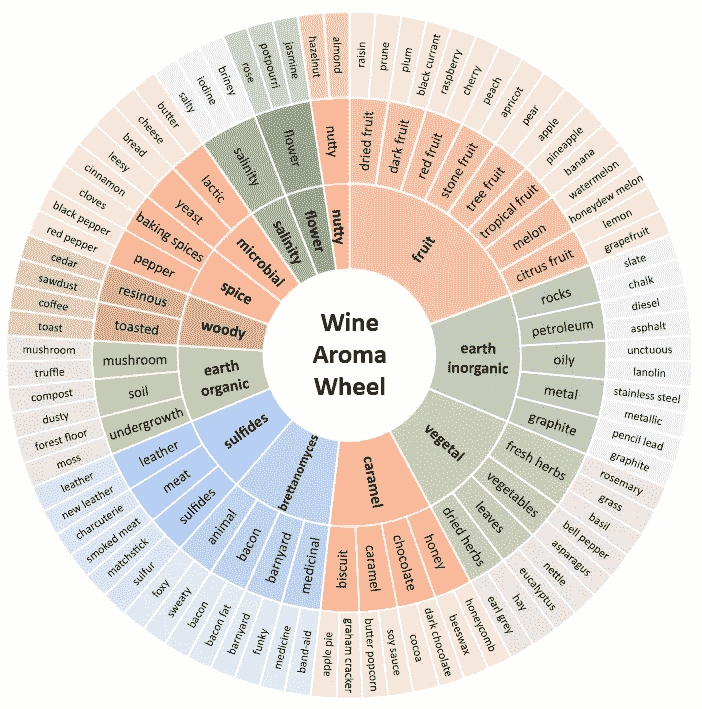 Wine
Aroma
Wheel
fruit
earth
inorganic
vegetal
caramel
brettanomyces
sulfides
earth
organic
woody
spice
microbial
salinity
flower
nutty
dried fruit
dark fruit
red fruit
stone fruit
tree fruit
tropical fruit
melon
citrus fruit
rocks
petroleum
oily
metal
graphite
fresh herbs
vegetables
leaves
dried herbs
honey
chocolate
caramel
biscuit
medicinal
barnyard
bacon
animal
sulfides
meat
leather
undergrowth
soil
mushroom
toasted
resinous
pepper
baking spices
yeast
lactic
salinity
flower
nutty
raisin
prune
plum
black currant
raspberry
cherry
peach
apricot
pear
apple
pineapple
banana
watermelon
honeydew melon
lemon
grapefruit
slate
chalk
diesel
asphalt
unctuous
lanolin
stainless steel
metallic
pencil lead
graphite
rosemary
grass
basil
bell pepper
asparagus
nettle
eucalyptus
hay
earl grey
honeycomb
beeswax
dark chocolate
cocoa
soy sauce
butter popcorn
graham cracker
apple pie
band-aid
medicine
funky
barnyard
bacon fat
bacon
sweaty
foxy
sulfur
matchstick
smoked meat
charcuterie
new leather
leather
moss
forest floor
dusty
compost
truffle
mushroom
toast
coffee
sawdust
cedar
red pepper
black pepper
cloves
cinnamon
leesy
bread
cheese
butter
salty
iodine
briney
rose
potpourri
jasmine
hazelnut
almond